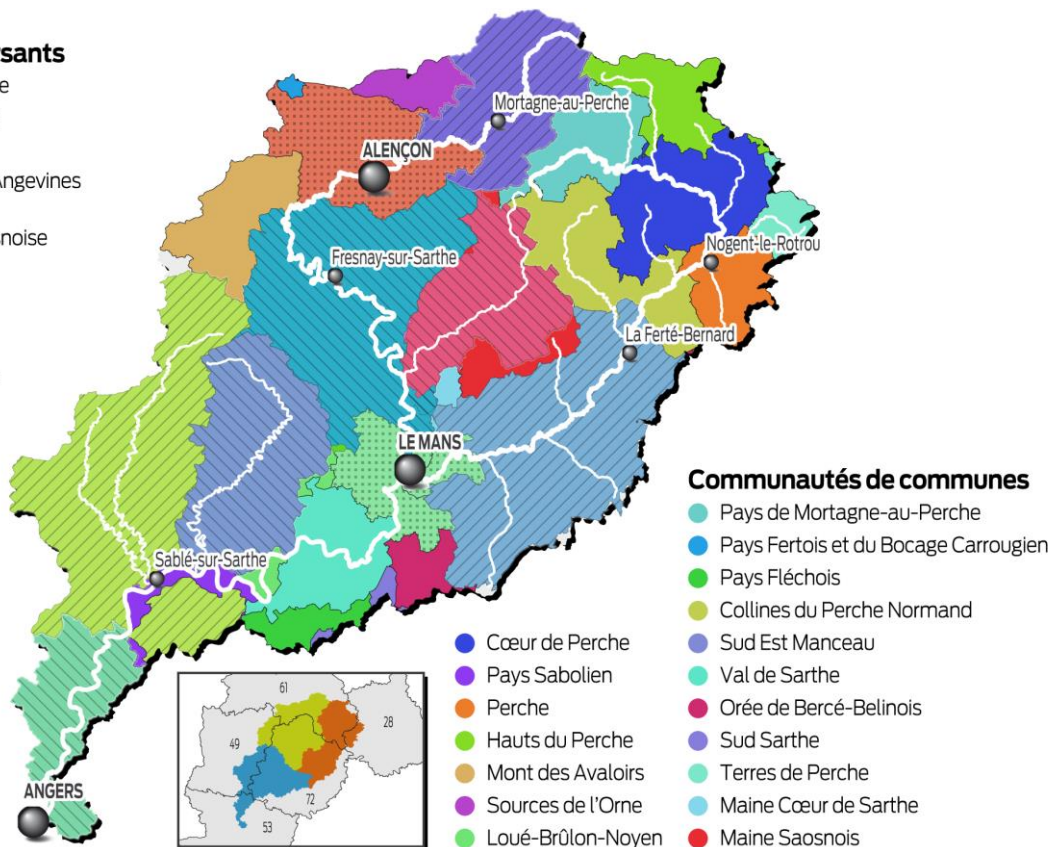 rsants
e
Angevines
noise
Mortagne-au-Perche
ALENÇON
Nogent-le-Rotrou
Fresnay-sur-Sarthe
La Ferté-Bernard
LE MANS
Sablé-sur-Sarthe
ANGERS
61
28
49
72
53
Cœur de Perche
Pays Sabolien
Perche
Hauts du Perche
Mont des Avaloirs
Sources de l'Orne
Loué-Brûlon-Noyen
Communautés de communes
Pays de Mortagne-au-Perche
Pays Fertois et du Bocage Carrougien
Pays Fléchois
Collines du Perche Normand
Sud Est Manceau
Val de Sarthe
Orée de Bercé-Belinois
Sud Sarthe
Terres de Perche
Maine Cœur de Sarthe
Maine Saosnois